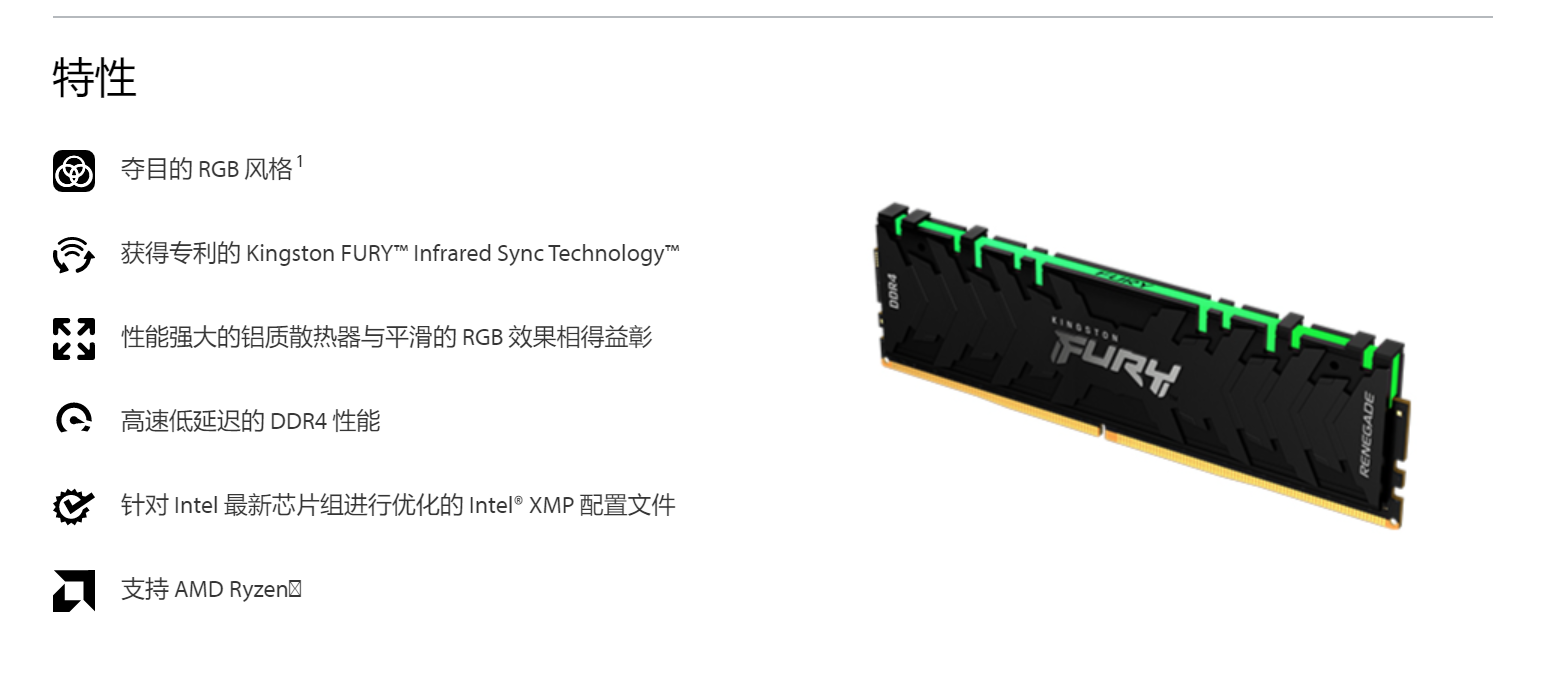 特性
夺目的 RGB 风格1
获得专利的 Kingston FURY™ Infrared Sync Technology™
性能强大的铝质散热器与平滑的 RGB 效果相得益彰
高速低延迟的 DDR4 性能
针对 Intel 最新芯片组进行优化的 Intel® XMP 配置文件
支持 AMD Ryzen
FURY
DDR4
KINGSTON
FURY
RENEGADE